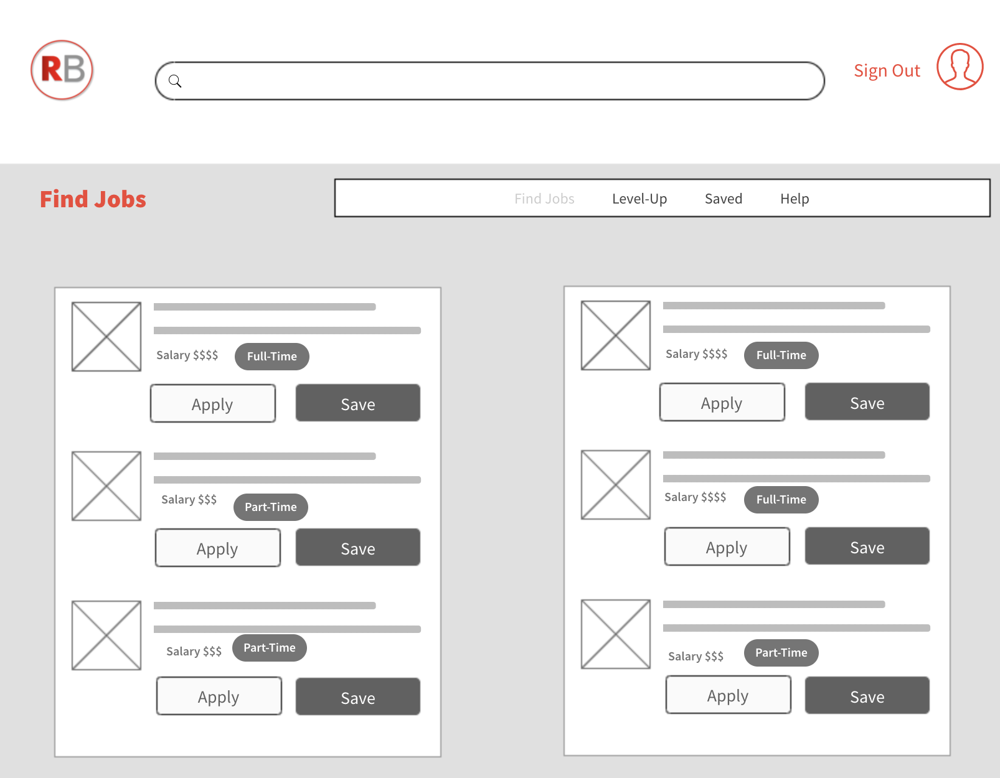 RB
Sign Out
Find Jobs
Find Jobs Level-Up Saved Help
Salary $$$$ Full-Time
Apply Save
Salary $$$ Part-Time
Apply Save
Salary $$$ Part-Time
Apply Save
Salary $$$$ Full-Time
Apply Save
Salary $$$$ Full-Time
Apply Save
Salary $$$ Part-Time
Apply Save